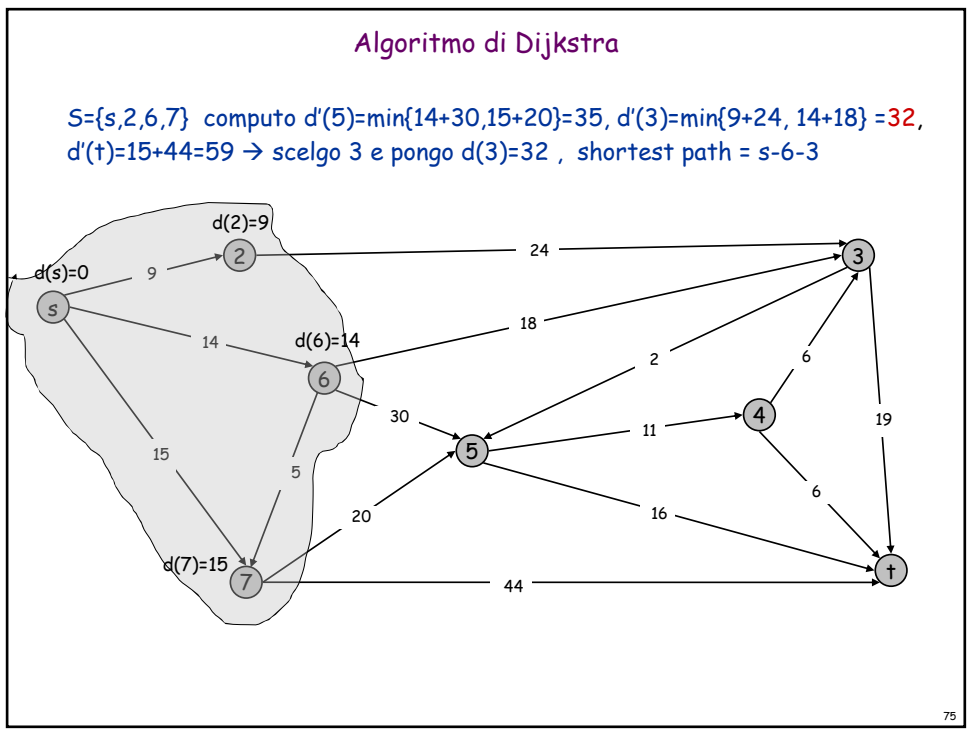 Algoritmo di Dijkstra
S={s,2,6,7} computo d'(5)=min{14+30,15+20}=35, d'(3)=min{9+24, 14+18} =32,
d'(t)=15+44=59 → scelgo 3 e pongo d(3)=32 , shortest path = s-6-3
d(2)=9
2
24
3
d(s)=0
9
s
18
14
d(6)=14
6
2
6
30
4
11
19
5
15
5
6
20
16
d(7)=15
7
44
t
75